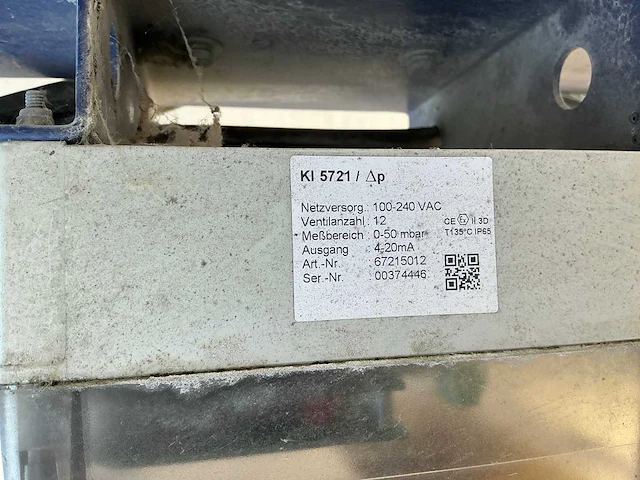 KI 5721 / Δp
Netzversorg.: 100-240 VAC
Ventilanzahl: 12
Meßbereich : 0-50 mbar
Ausgang : 4-20mA
Art.-Nr. : 67215012
Ser.-Nr. : 00374446
CE Ex II 3D
T135°C IP65